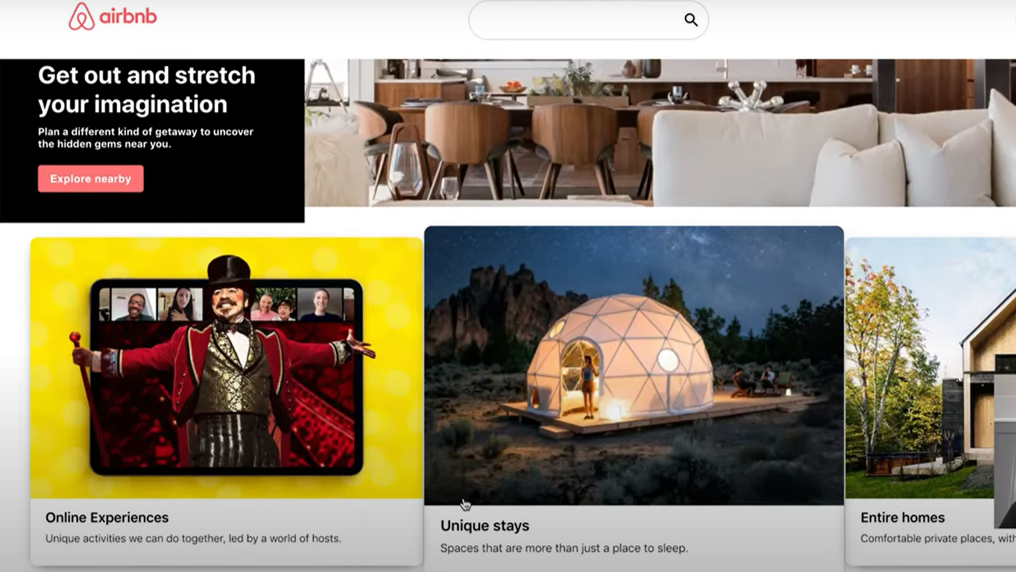 airbnb
Get out and stretch
your imagination
Plan a different kind of getaway to uncover
the hidden gems near you.
Explore nearby
Online Experiences
Unique activities we can do together, led by a world of hosts.
Unique stays
Spaces that are more than just a place to sleep.
Entire homes
Comfortable private places, with